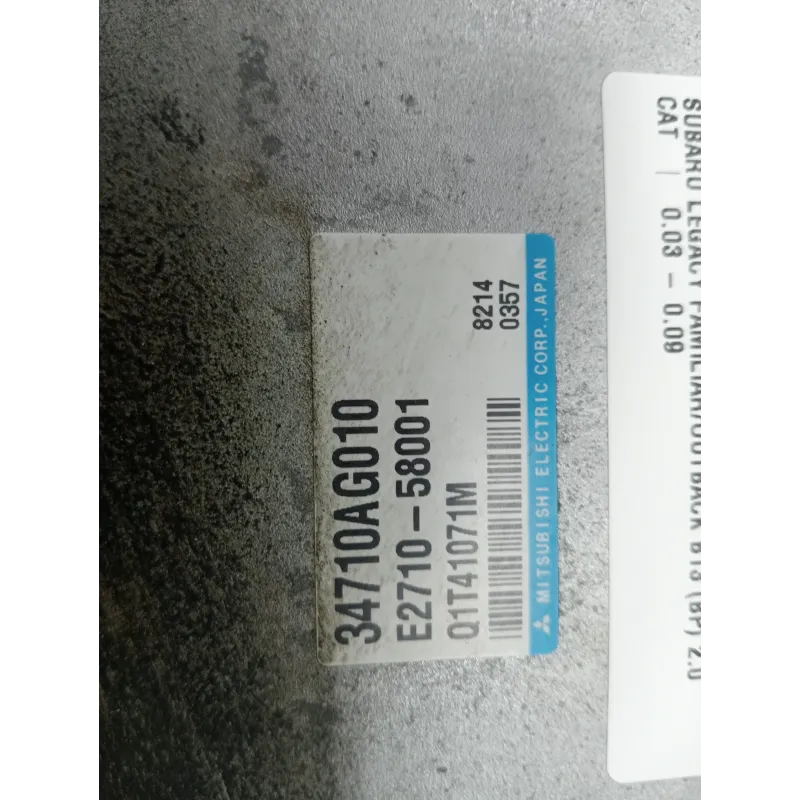 34710AG010
E2710-58001
Q1T41071M
8214
0357
MITSUBISHI ELECTRIC CORP.,JAPAN
SUBARU LEGACY FAMILIAR/OUTBACK B13 (BP) 2.0
CAT | 0.03 - 0.09